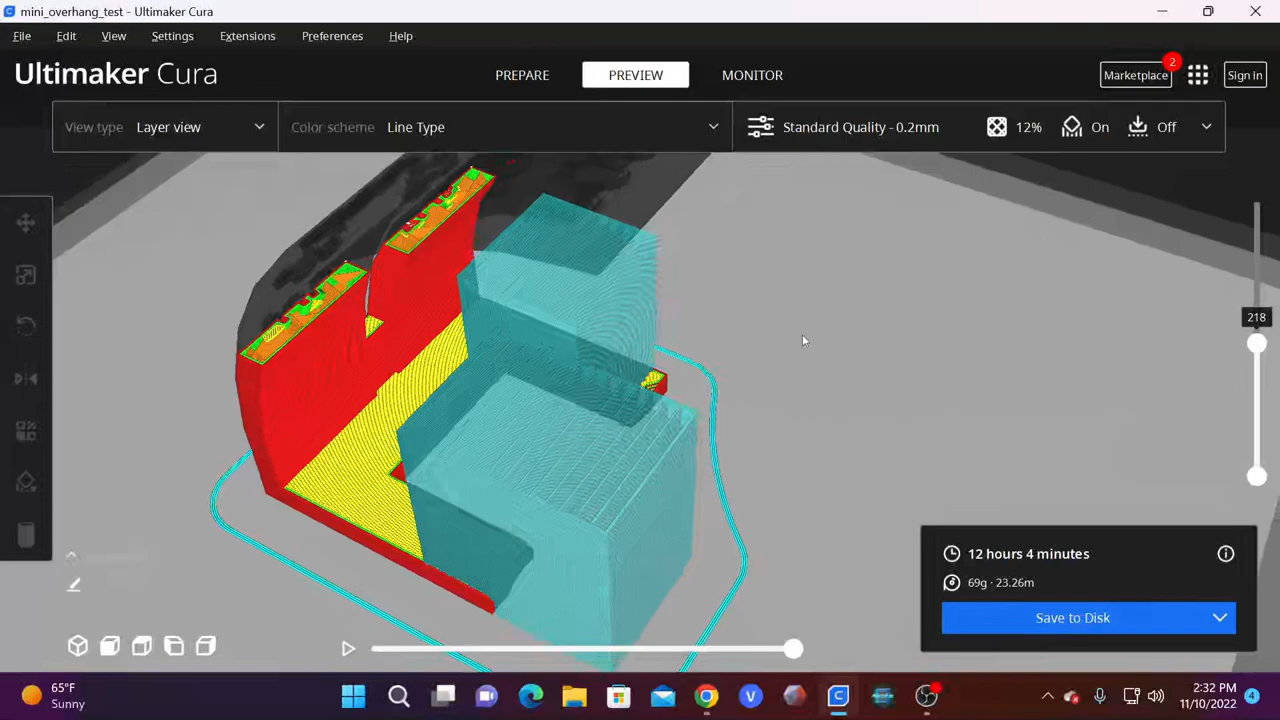 mini_overhang_test - Ultimaker Cura
File Edit View Settings Extensions Preferences Help
Ultimaker Cura
PREPARE PREVIEW MONITOR
Marketplace 2 Sign in
View type Layer view Color scheme Line Type Standard Quality - 0.2mm 12% On Off
218
12 hours 4 minutes
69g · 23.26m
Save to Disk
65°F
Sunny
2:32 PM
11/10/2022
4